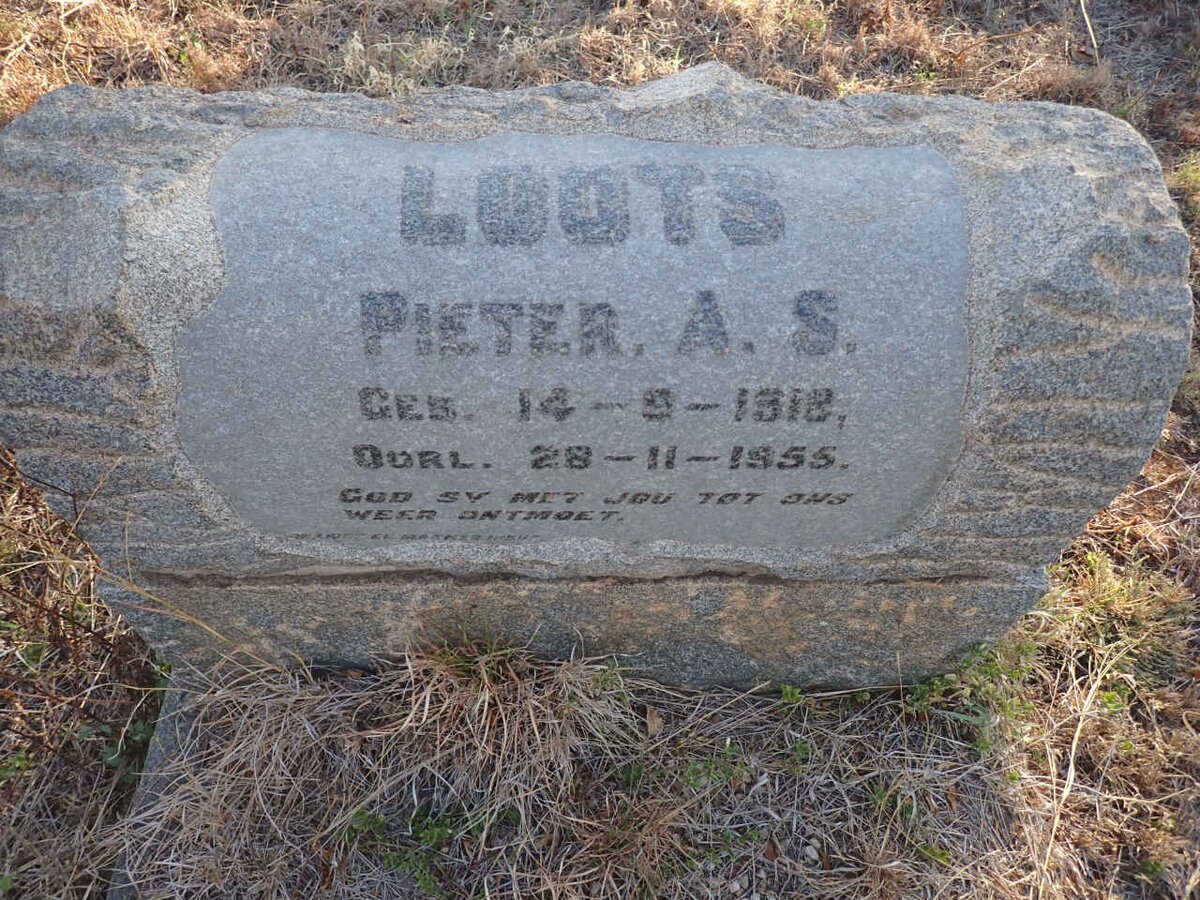 LOOTS
PIETER. A. S.
GEB. 14-9-1918,
OORL. 28-11-1955.
GOD SY MET JOU TOT ONS
WEER ONTMOET.